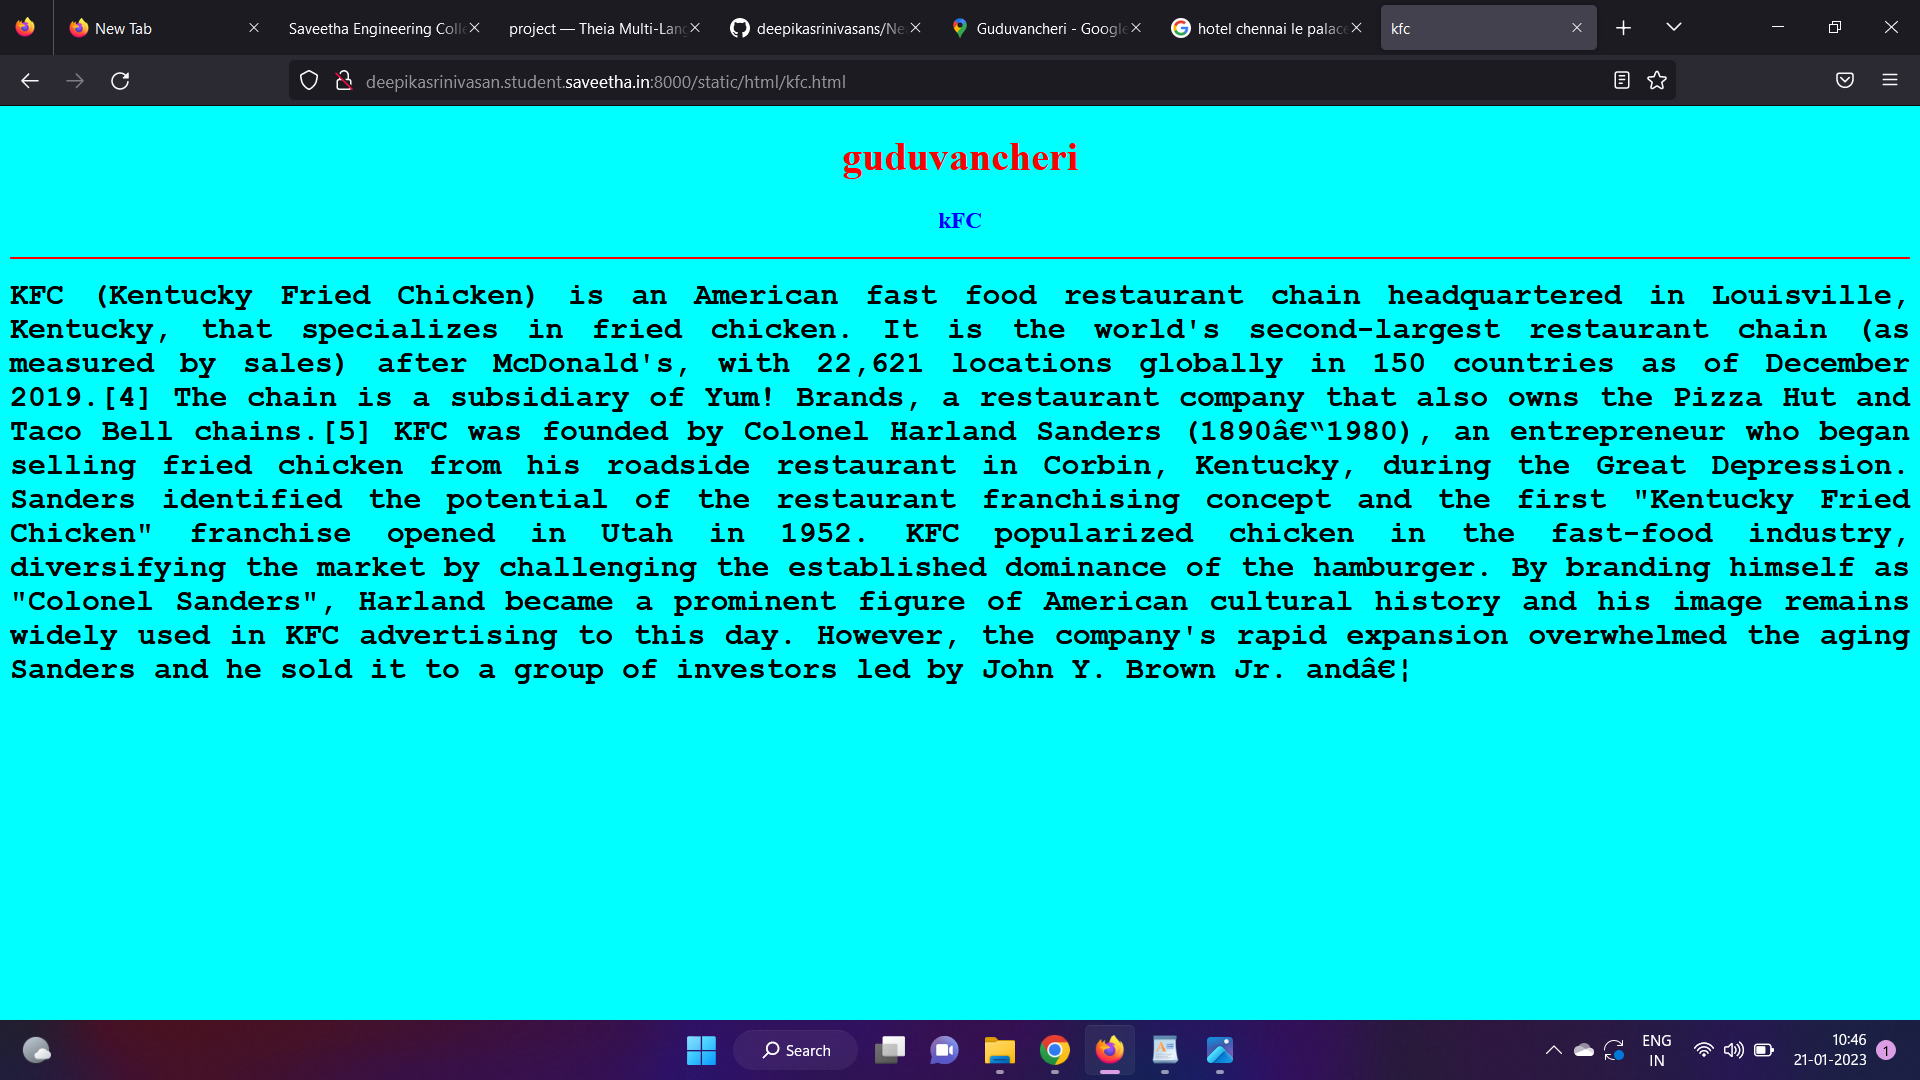 New Tab
Saveetha Engineering Coll
project — Theia Multi-Lang
deepikasrinivasans/Ne
Guduvancheri - Google
hotel chennai le palace
kfc
deepikasrinivasan.student.saveetha.in:8000/static/html/kfc.html
guduvancheri
kFC
KFC (Kentucky Fried Chicken) is an American fast food restaurant chain headquartered in Louisville,
Kentucky, that specializes in fried chicken. It is the world's second-largest restaurant chain (as
measured by sales) after McDonald's, with 22,621 locations globally in 150 countries as of December
2019.[4] The chain is a subsidiary of Yum! Brands, a restaurant company that also owns the Pizza Hut and
Taco Bell chains.[5] KFC was founded by Colonel Harland Sanders (1890â€“1980), an entrepreneur who began
selling fried chicken from his roadside restaurant in Corbin, Kentucky, during the Great Depression.
Sanders identified the potential of the restaurant franchising concept and the first "Kentucky Fried
Chicken" franchise opened in Utah in 1952. KFC popularized chicken in the fast-food industry,
diversifying the market by challenging the established dominance of the hamburger. By branding himself as
"Colonel Sanders", Harland became a prominent figure of American cultural history and his image remains
widely used in KFC advertising to this day. However, the company's rapid expansion overwhelmed the aging
Sanders and he sold it to a group of investors led by John Y. Brown Jr. andâ€¦
Search
ENG
IN
10:46
21-01-2023
1